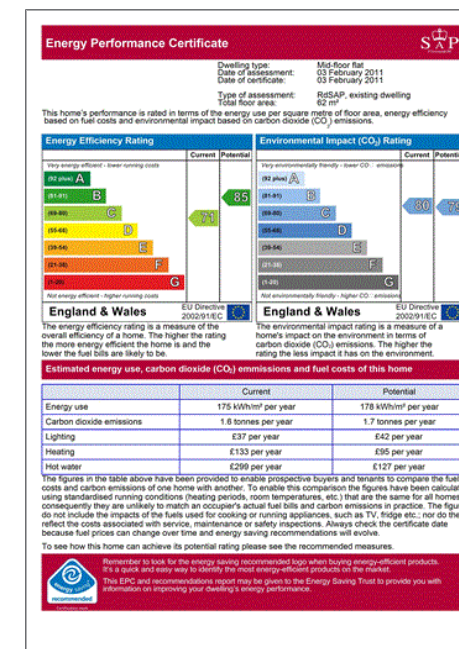 Energy Performance Certificate
SAP
Dwelling type: Mid-floor flat
Date of assessment: 03 February 2011
Date of certificate: 03 February 2011
Type of assessment: RdSAP, existing dwelling
Total floor area: 62 m²
This home's performance is rated in terms of the energy use per square metre of floor area, energy efficiency
based on fuel costs and environmental impact based on carbon dioxide (CO₂) emissions.
Energy Efficiency Rating
Current Potential
Very energy efficient - lower running costs
(92 plus) A
(81-91) B
(69-80) C
(55-68) D
(39-54) E
(21-38) F
(1-20) G
71
85
Not energy efficient - higher running costs
England & Wales
EU Directive
2002/91/EC
Environmental Impact (CO₂) Rating
Current Potential
Very environmentally friendly - lower CO₂ emissions
(92 plus) A
(81-91) B
(69-80) C
(55-68) D
(39-54) E
(21-38) F
(1-20) G
80
79
Not environmentally friendly - higher CO₂ emissions
England & Wales
EU Directive
2002/91/EC
The energy efficiency rating is a measure of the
overall efficiency of a home. The higher the rating
the more energy efficient the home is and the
lower the fuel bills are likely to be.
The environmental impact rating is a measure of a
home's impact on the environment in terms of
carbon dioxide (CO₂) emissions. The higher the
rating the less impact it has on the environment.
Estimated energy use, carbon dioxide (CO₂) emmissions and fuel costs of this home
Current Potential
Energy use 175 kWh/m² per year 178 kWh/m² per year
Carbon dioxide emissions 1.8 tonnes per year 1.7 tonnes per year
Lighting £37 per year £42 per year
Heating £133 per year £95 per year
Hot water £299 per year £127 per year
The figures in the table above have been provided to enable prospective buyers and tenants to compare the fuel
costs and carbon emissions of one home with another. To enable this comparison the figures have been calculat
using standardised running conditions (heating periods, room temperatures, etc.) that are the same for all homes
consequently they are unlikely to match an occupier's actual fuel bills and carbon emissions in practice. The figu
do not include the impacts of the fuels used for cooking or running appliances, such as TV, fridge etc.; nor do the
reflect the costs associated with service, maintenance or safety inspections. Always check the certificate date
because fuel prices can change over time and energy saving recommendations will evolve.
To see how this home can achieve its potential rating please see the recommended measures.
energy saving
recommended
Remember to look for the energy saving recommended logo when buying energy-efficient products.
It's a quick and easy way to identify the most energy-efficient products on the market.
This EPC and recommendations report may be given to the Energy Saving Trust to provide you with
information on improving your dwelling's energy performance.